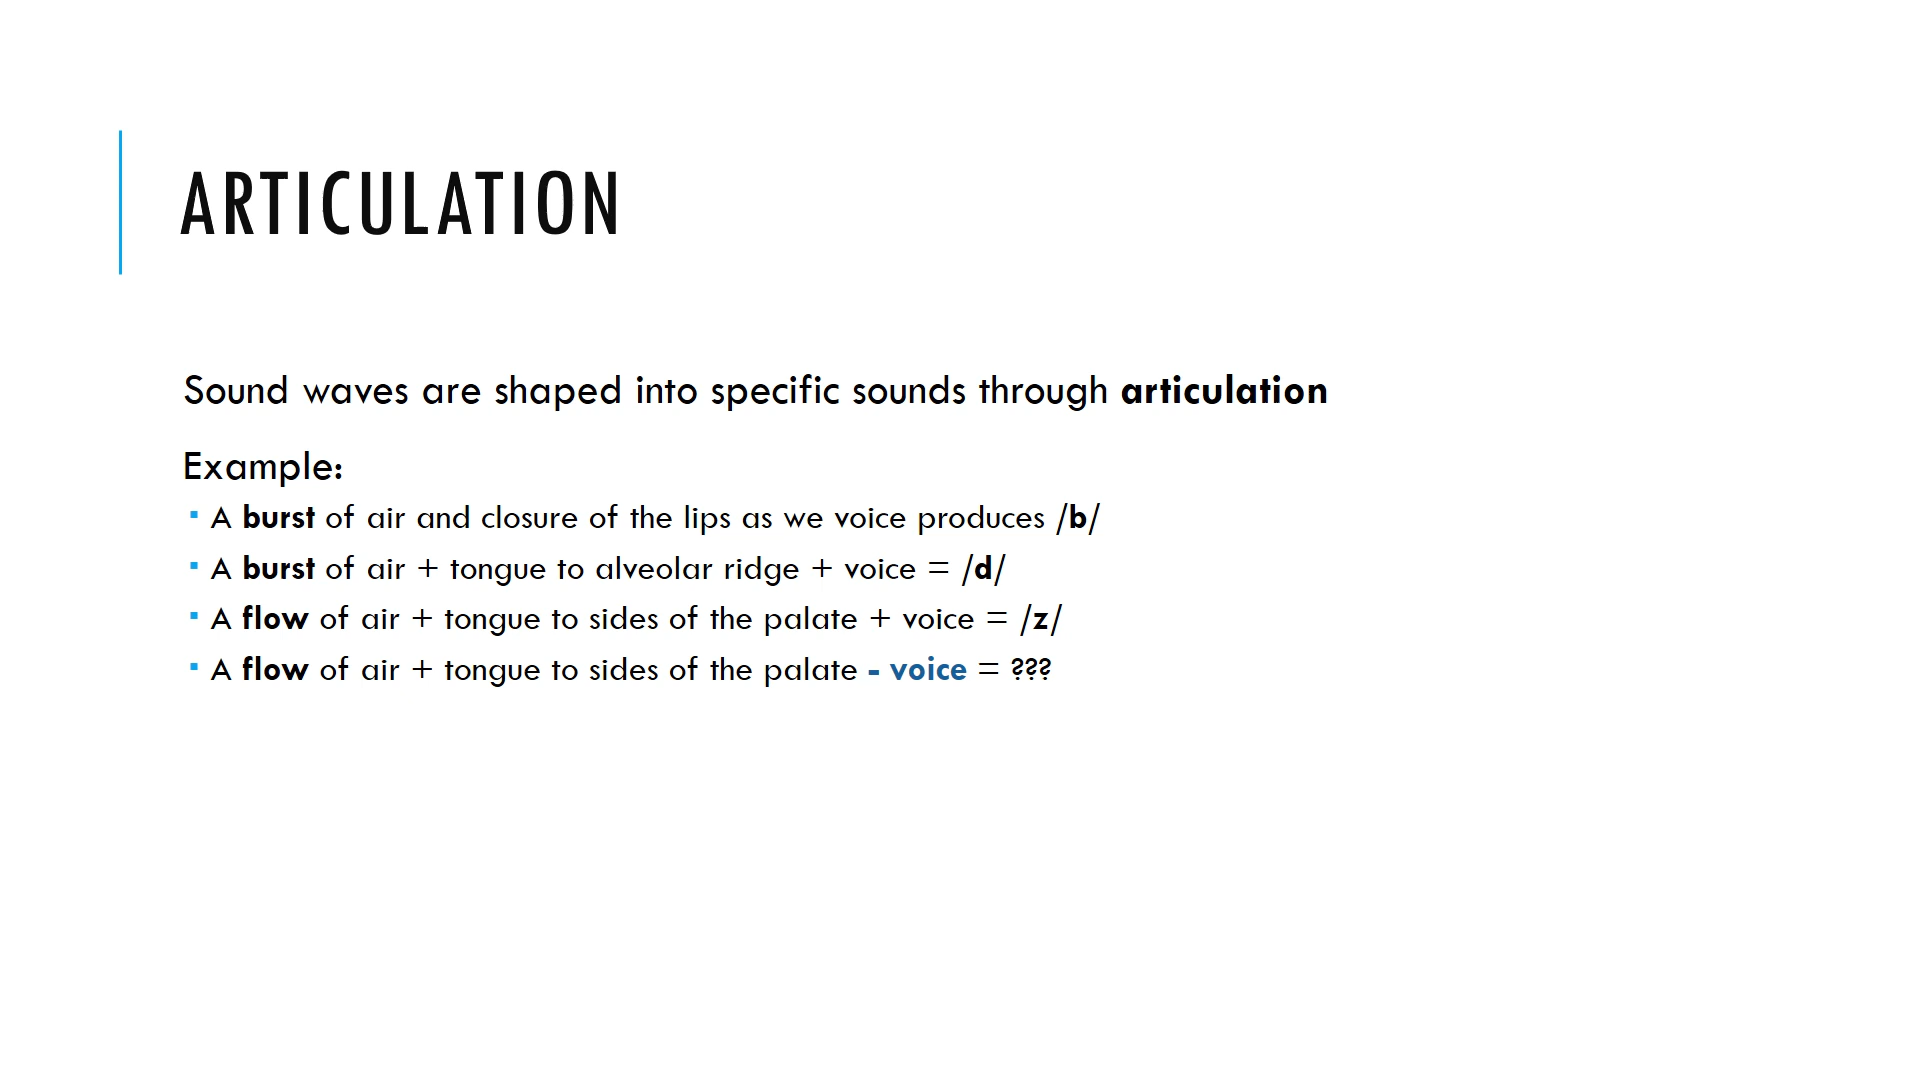 ARTICULATION
Sound waves are shaped into specific sounds through articulation
Example:
▪ A burst of air and closure of the lips as we voice produces /b/
▪ A burst of air + tongue to alveolar ridge + voice = /d/
▪ A flow of air + tongue to sides of the palate + voice = /z/
▪ A flow of air + tongue to sides of the palate - voice = ???